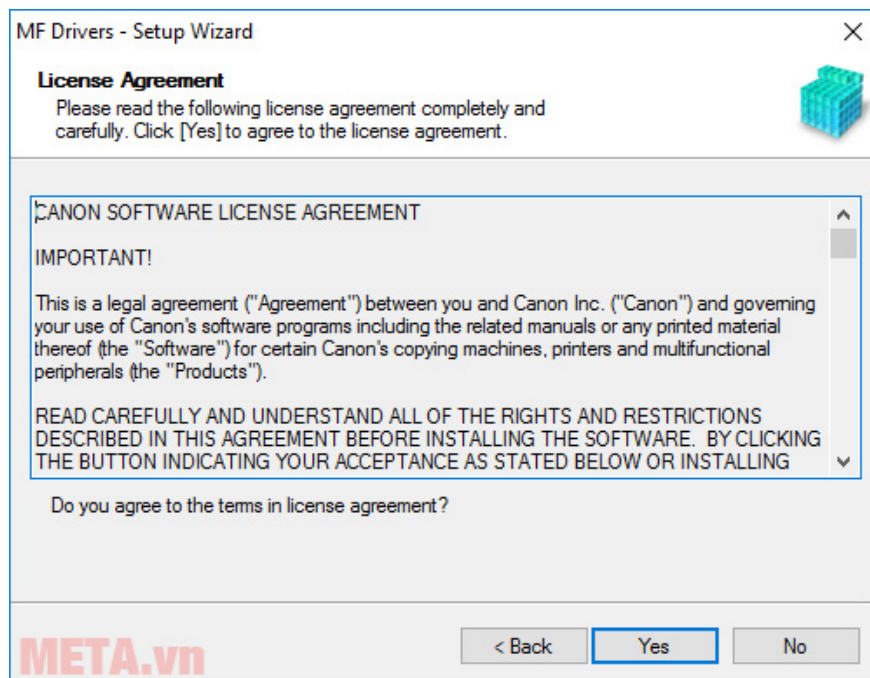 MF Drivers - Setup Wizard
License Agreement
Please read the following license agreement completely and
carefully. Click [Yes] to agree to the license agreement.
CANON SOFTWARE LICENSE AGREEMENT
IMPORTANT!
This is a legal agreement ("Agreement") between you and Canon Inc. ("Canon") and governing
your use of Canon's software programs including the related manuals or any printed material
thereof (the "Software") for certain Canon's copying machines, printers and multifunctional
peripherals (the "Products").
READ CAREFULLY AND UNDERSTAND ALL OF THE RIGHTS AND RESTRICTIONS
DESCRIBED IN THIS AGREEMENT BEFORE INSTALLING THE SOFTWARE.  BY CLICKING
THE BUTTON INDICATING YOUR ACCEPTANCE AS STATED BELOW OR INSTALLING
Do you agree to the terms in license agreement?
META.vn
< Back
Yes
No